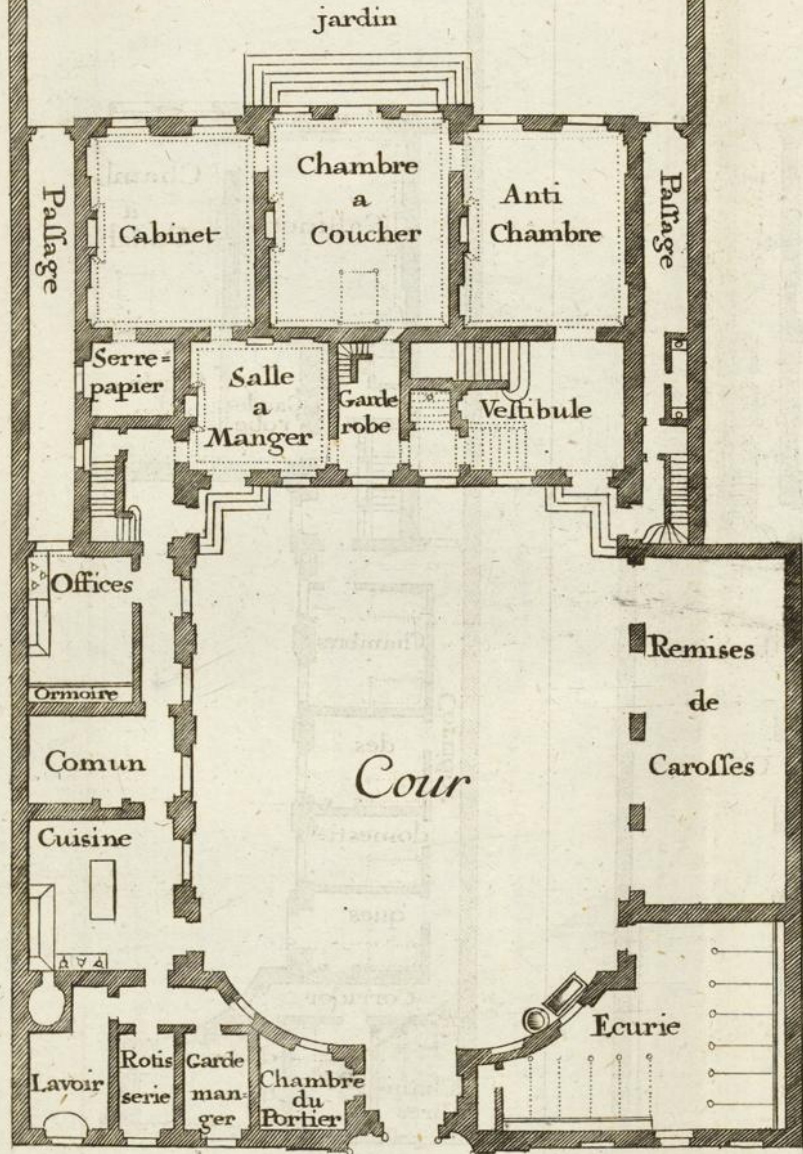 jardin
Paſſage
Cabinet
Chambre
a
Coucher
Anti
Chambre
Paſſage
Serre=
papier
Salle
a
Manger
Garde
robe
Veſtibule
Offices
Ormoire
Comun
Cuisine
Cour
Remises
de
Caroſſes
Lavoir
Rotis
serie
Garde
man=
ger
Chambre
du
Portier
Ecurie